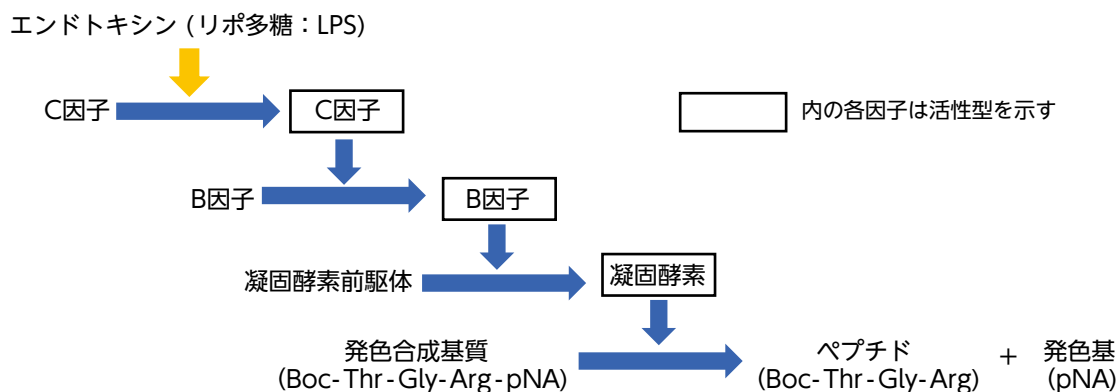 エンドトキシン (リポ多糖：LPS)
C因子
C因子
内の各因子は活性型を示す
B因子
B因子
凝固酵素前駆体
凝固酵素
発色合成基質
(Boc-Thr-Gly-Arg-pNA)
ペプチド
(Boc-Thr-Gly-Arg)
+
発色基
(pNA)